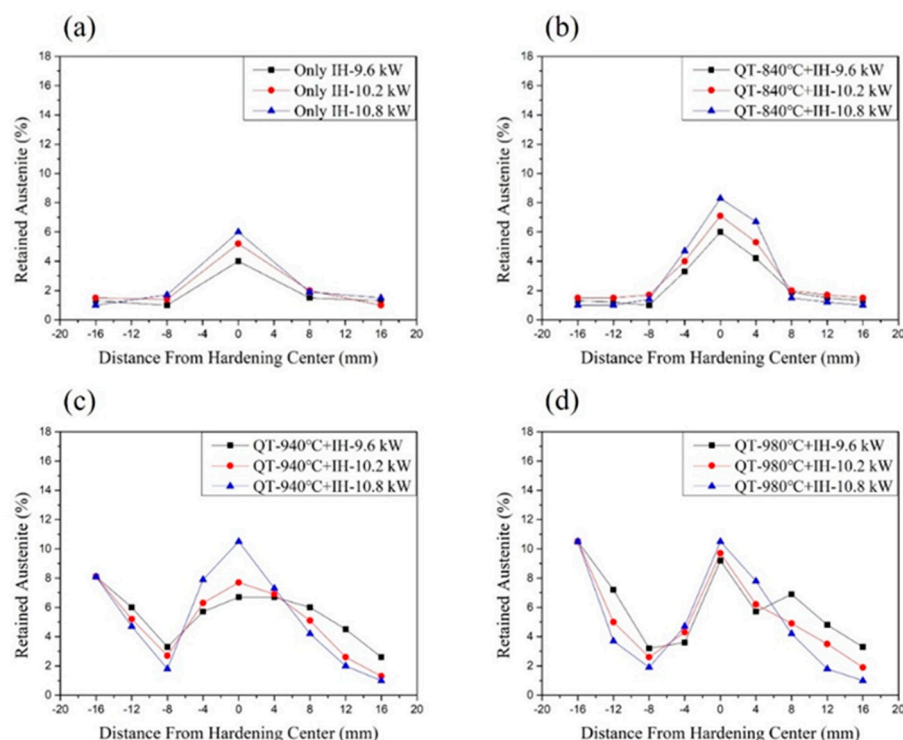 (a)
18
16
14
12
10
8
6
4
2
0
Retained Austenite (%)
Only IH-9.6 kW
Only IH-10.2 kW
Only IH-10.8 kW
-20 -16 -12 -8 -4 0 4 8 12 16 20
Distance From Hardening Center (mm)
(b)
18
16
14
12
10
8
6
4
2
0
Retained Austenite (%)
QT-840℃+IH-9.6 kW
QT-840℃+IH-10.2 kW
QT-840℃+IH-10.8 kW
-20 -16 -12 -8 -4 0 4 8 12 16 20
Distance From Hardening Center (mm)
(c)
18
16
14
12
10
8
6
4
2
0
Retained Austenite (%)
QT-940℃+IH-9.6 kW
QT-940℃+IH-10.2 kW
QT-940℃+IH-10.8 kW
-20 -16 -12 -8 -4 0 4 8 12 16 20
Distance From Hardening Center (mm)
(d)
18
16
14
12
10
8
6
4
2
0
Retained Austenite (%)
QT-980℃+IH-9.6 kW
QT-980℃+IH-10.2 kW
QT-980℃+IH-10.8 kW
-20 -16 -12 -8 -4 0 4 8 12 16 20
Distance From Hardening Center (mm)